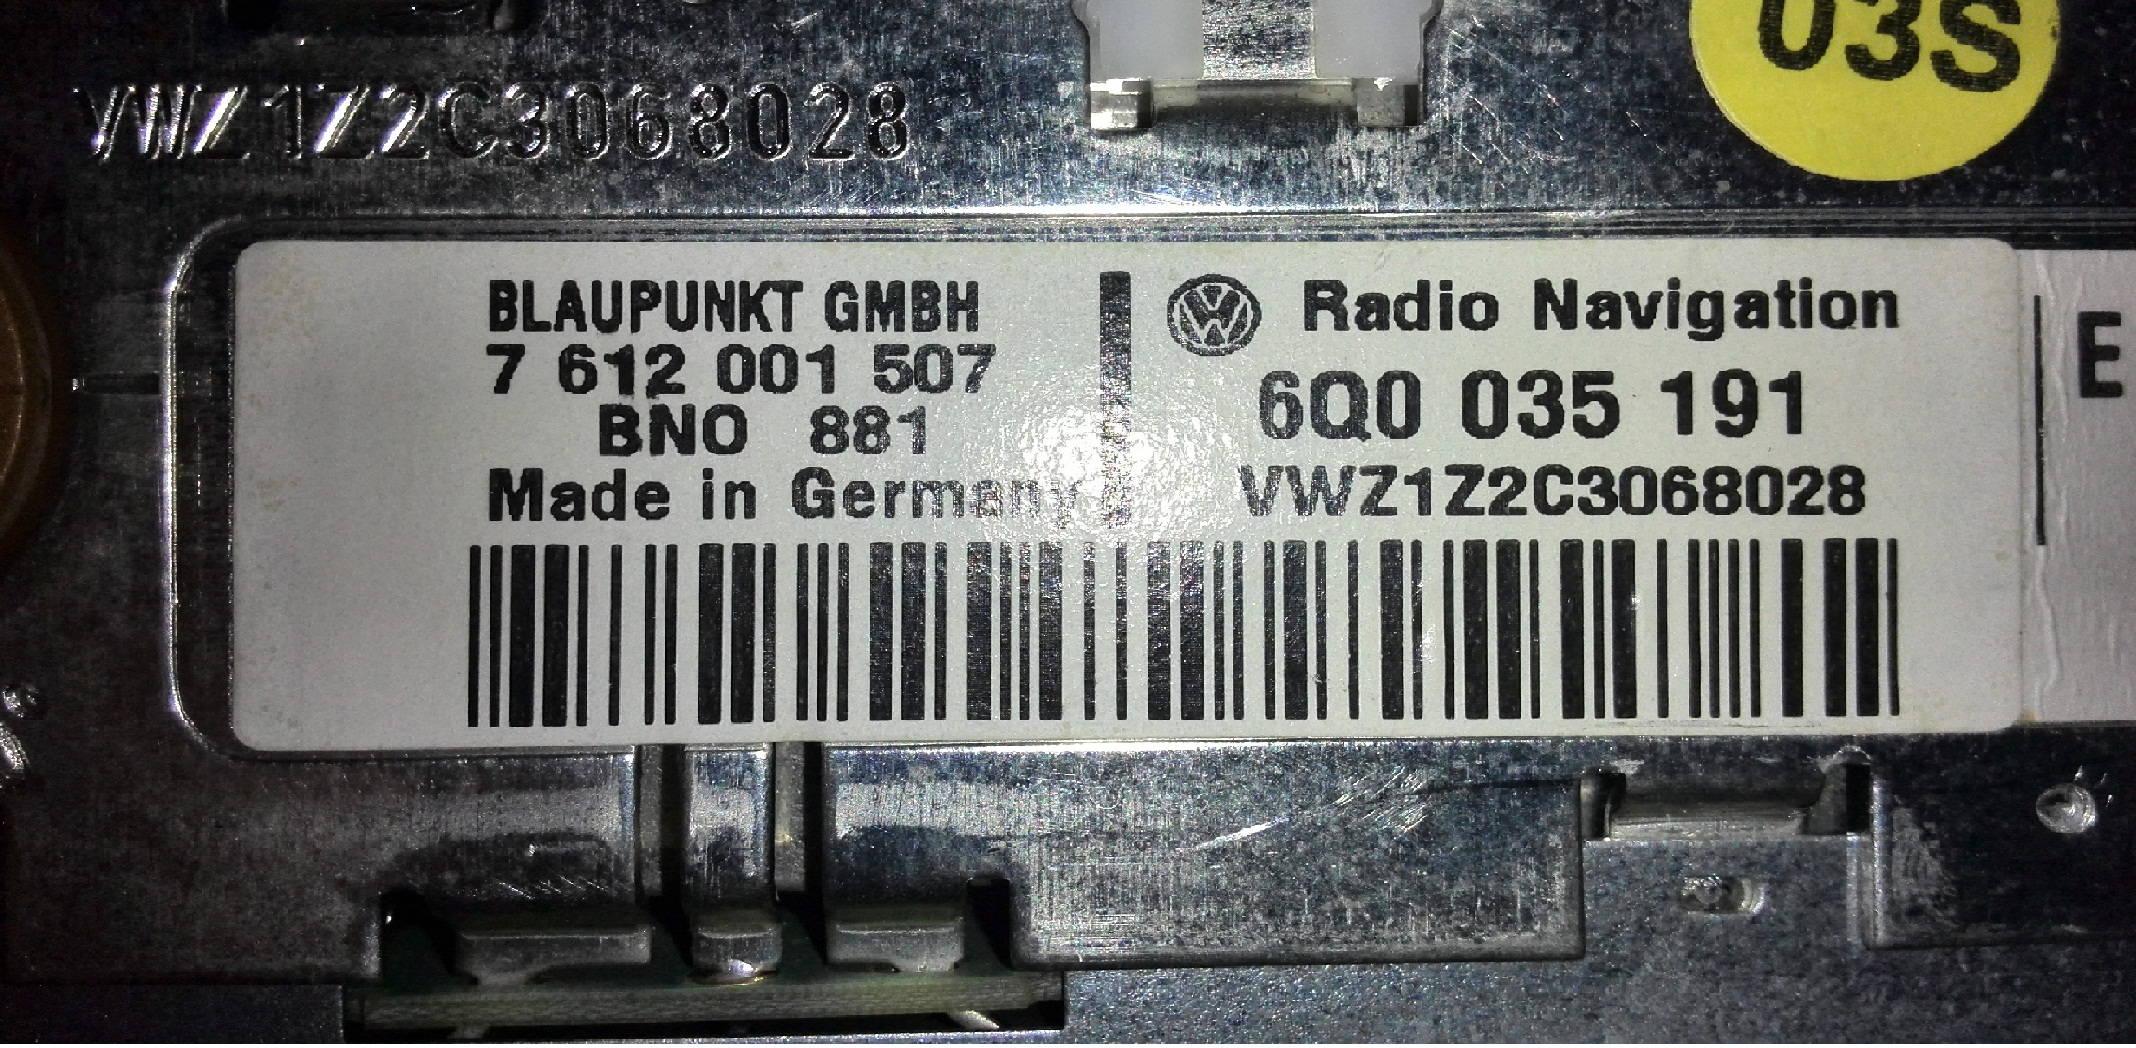 03S
VWZ1Z2C3068028
BLAUPUNKT GMBH
7 612 001 507
BNO 881
Made in Germany
Radio Navigation
6Q0 035 191
VWZ1Z2C3068028
E